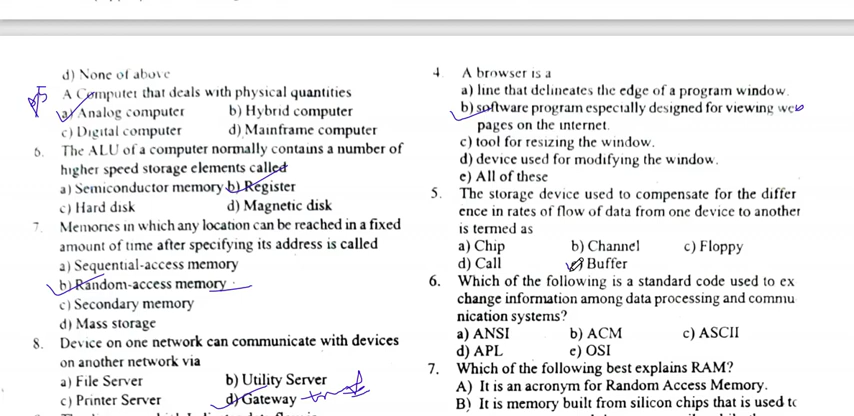 d) None of above
A Computer that deals with physical quantities
a) Analog computer b) Hybrid computer
c) Digital computer d) Mainframe computer
6. The ALU of a computer normally contains a number of
higher speed storage elements called
a) Semiconductor memory b) Register
c) Hard disk d) Magnetic disk
7. Memories in which any location can be reached in a fixed
amount of time after specifying its address is called
a) Sequential-access memory
b) Random-access memory
c) Secondary memory
d) Mass storage
8. Device on one network can communicate with devices
on another network via
a) File Server b) Utility Server
c) Printer Server d) Gateway
4. A browser is a
a) line that delineates the edge of a program window.
b) software program especially designed for viewing web
pages on the internet.
c) tool for resizing the window.
d) device used for modifying the window.
e) All of these
5. The storage device used to compensate for the differ
ence in rates of flow of data from one device to another
is termed as
a) Chip b) Channel c) Floppy
d) Call e) Buffer
6. Which of the following is a standard code used to ex
change information among data processing and commu
nication systems?
a) ANSI b) ACM c) ASCII
d) APL e) OSI
7. Which of the following best explains RAM?
A) It is an acronym for Random Access Memory.
B) It is memory built from silicon chips that is used to